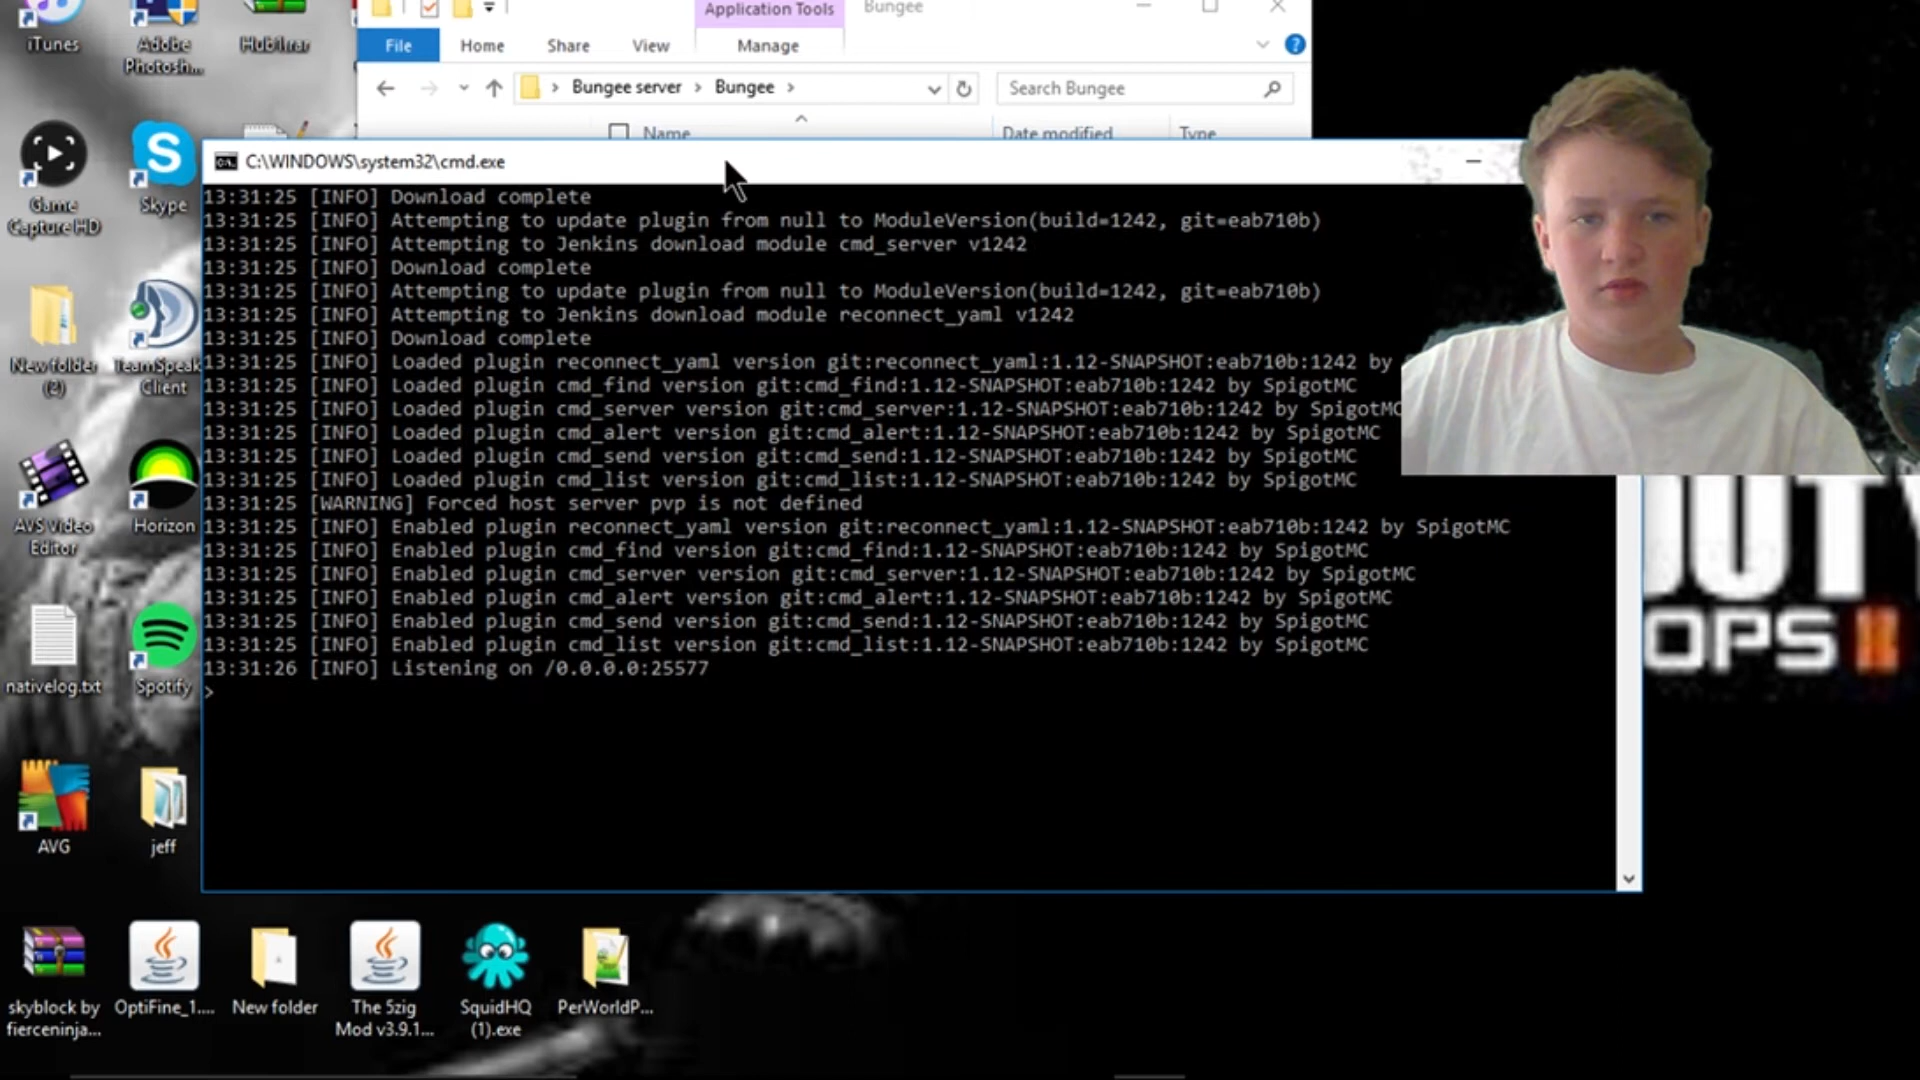 Application Tools
Bungee
File
Home
Share
View
Manage
Bungee server
Bungee
Search Bungee
Name
Date modified
Type
C:\WINDOWS\system32\cmd.exe
13:31:25 [INFO] Download complete
13:31:25 [INFO] Attempting to update plugin from null to ModuleVersion(build=1242, git=eab710b)
13:31:25 [INFO] Attempting to Jenkins download module cmd_server v1242
13:31:25 [INFO] Download complete
13:31:25 [INFO] Attempting to update plugin from null to ModuleVersion(build=1242, git=eab710b)
13:31:25 [INFO] Attempting to Jenkins download module reconnect_yaml v1242
13:31:25 [INFO] Download complete
13:31:25 [INFO] Loaded plugin reconnect_yaml version git:reconnect_yaml:1.12-SNAPSHOT:eab710b:1242 by
13:31:25 [INFO] Loaded plugin cmd_find version git:cmd_find:1.12-SNAPSHOT:eab710b:1242 by SpigotMC
13:31:25 [INFO] Loaded plugin cmd_server version git:cmd_server:1.12-SNAPSHOT:eab710b:1242 by SpigotMC
13:31:25 [INFO] Loaded plugin cmd_alert version git:cmd_alert:1.12-SNAPSHOT:eab710b:1242 by SpigotMC
13:31:25 [INFO] Loaded plugin cmd_send version git:cmd_send:1.12-SNAPSHOT:eab710b:1242 by SpigotMC
13:31:25 [INFO] Loaded plugin cmd_list version git:cmd_list:1.12-SNAPSHOT:eab710b:1242 by SpigotMC
13:31:25 [WARNING] Forced host server pvp is not defined
13:31:25 [INFO] Enabled plugin reconnect_yaml version git:reconnect_yaml:1.12-SNAPSHOT:eab710b:1242 by SpigotMC
13:31:25 [INFO] Enabled plugin cmd_find version git:cmd_find:1.12-SNAPSHOT:eab710b:1242 by SpigotMC
13:31:25 [INFO] Enabled plugin cmd_server version git:cmd_server:1.12-SNAPSHOT:eab710b:1242 by SpigotMC
13:31:25 [INFO] Enabled plugin cmd_alert version git:cmd_alert:1.12-SNAPSHOT:eab710b:1242 by SpigotMC
13:31:25 [INFO] Enabled plugin cmd_send version git:cmd_send:1.12-SNAPSHOT:eab710b:1242 by SpigotMC
13:31:25 [INFO] Enabled plugin cmd_list version git:cmd_list:1.12-SNAPSHOT:eab710b:1242 by SpigotMC
13:31:26 [INFO] Listening on /0.0.0.0:25577
>
iTunes
Adobe
Photosh...
Hub1.rar
Game
Capture HD
Skype
New folder
(2)
TeamSpeak
Client
AVS Video
Editor
Horizon
nativelog.txt
Spotify
AVG
jeff
skyblock by
fierceninja...
OptiFine_1....
New folder
The 5zig
Mod v3.9.1...
SquidHQ
(1).exe
PerWorldP...
OPS II